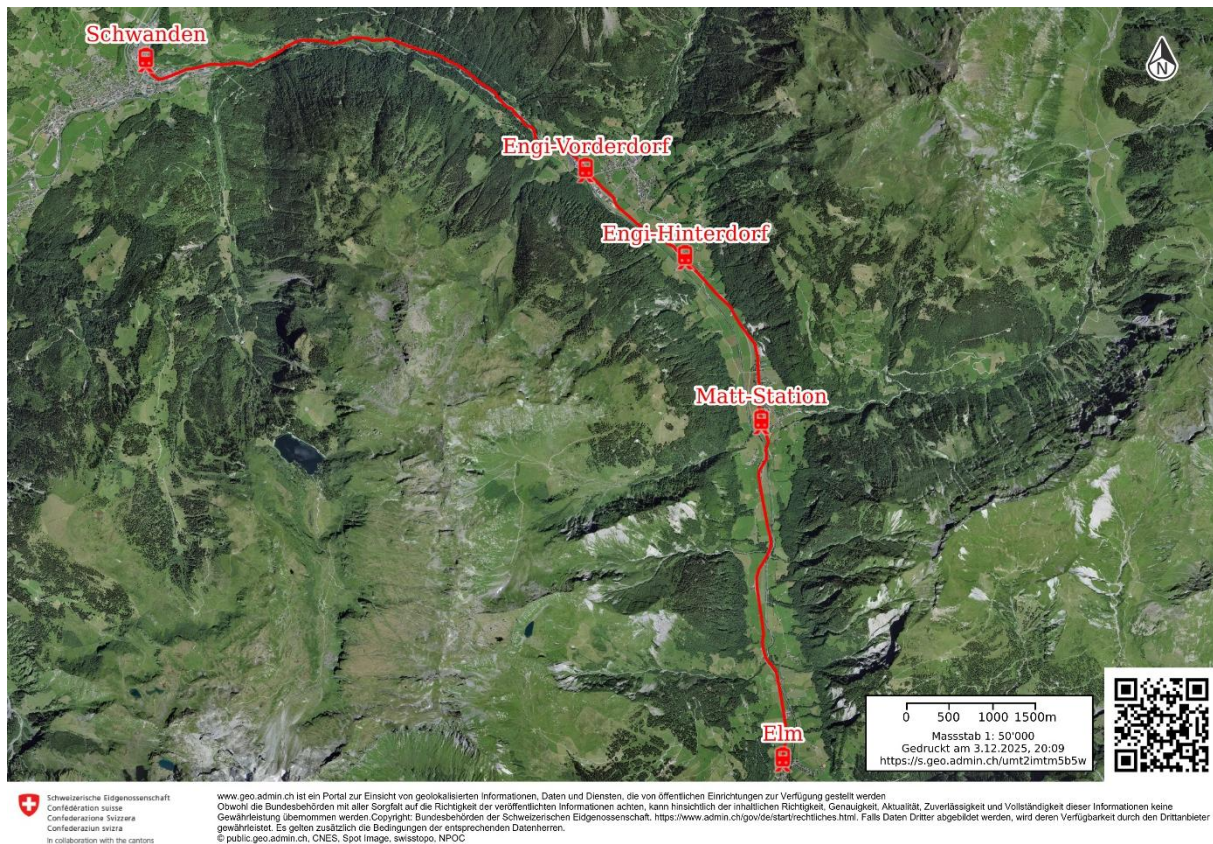 Schwanden
N
Engi-Vorderdorf
Engi-Hinterdorf
Matt-Station
Elm
0 500 1000 1500m
Massstab 1: 50'000
Gedruckt am 3.12.2025, 20:09
https://s.geo.admin.ch/umt2imtm5b5w
Schweizerische Eidgenossenschaft
Confédération suisse
Confederazione Svizzera
Confederaziun svizra
In collaboration with the cantons
www.geo.admin.ch ist ein Portal zur Einsicht von geolokalisierten Informationen, Daten und Diensten, die von öffentlichen Einrichtungen zur Verfügung gestellt werden
Obwohl die Bundesbehörden mit aller Sorgfalt auf die Richtigkeit der veröffentlichten Informationen achten, kann hinsichtlich der inhaltlichen Richtigkeit, Genauigkeit, Aktualität, Zuverlässigkeit und Vollständigkeit dieser Informationen keine
Gewährleistung übernommen werden.Copyright: Bundesbehörden der Schweizerischen Eidgenossenschaft. https://www.admin.ch/gov/de/start/rechtliches.html. Falls Daten Dritter abgebildet werden, wird deren Verfügbarkeit durch den Drittanbieter
gewährleistet. Es gelten zusätzlich die Bedingungen der entsprechenden Datenherren.
© public.geo.admin.ch, CNES, Spot Image, swisstopo, NPOC